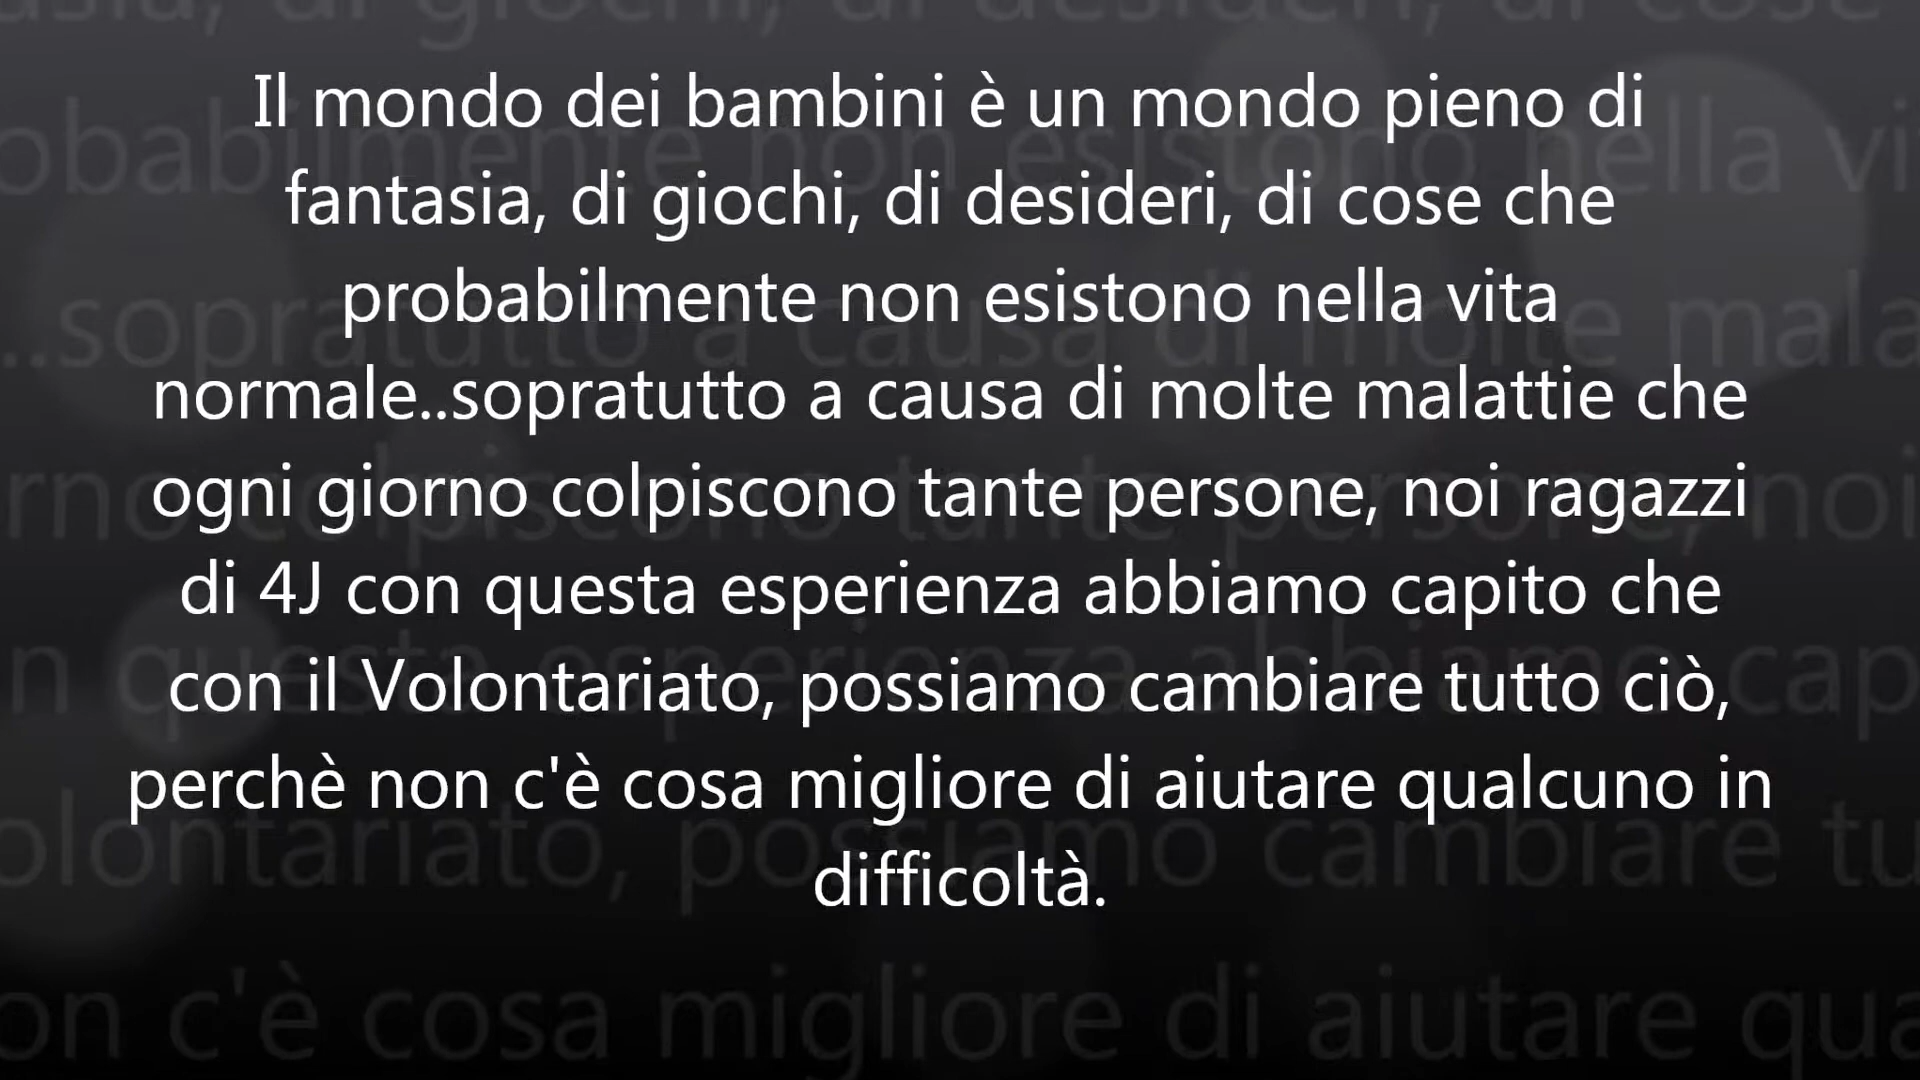 Il mondo dei bambini è un mondo pieno di
fantasia, di giochi, di desideri, di cose che
probabilmente non esistono nella vita
normale..sopratutto a causa di molte malattie che
ogni giorno colpiscono tante persone, noi ragazzi
di 4J con questa esperienza abbiamo capito che
con il Volontariato, possiamo cambiare tutto ciò,
perchè non c'è cosa migliore di aiutare qualcuno in
difficoltà.